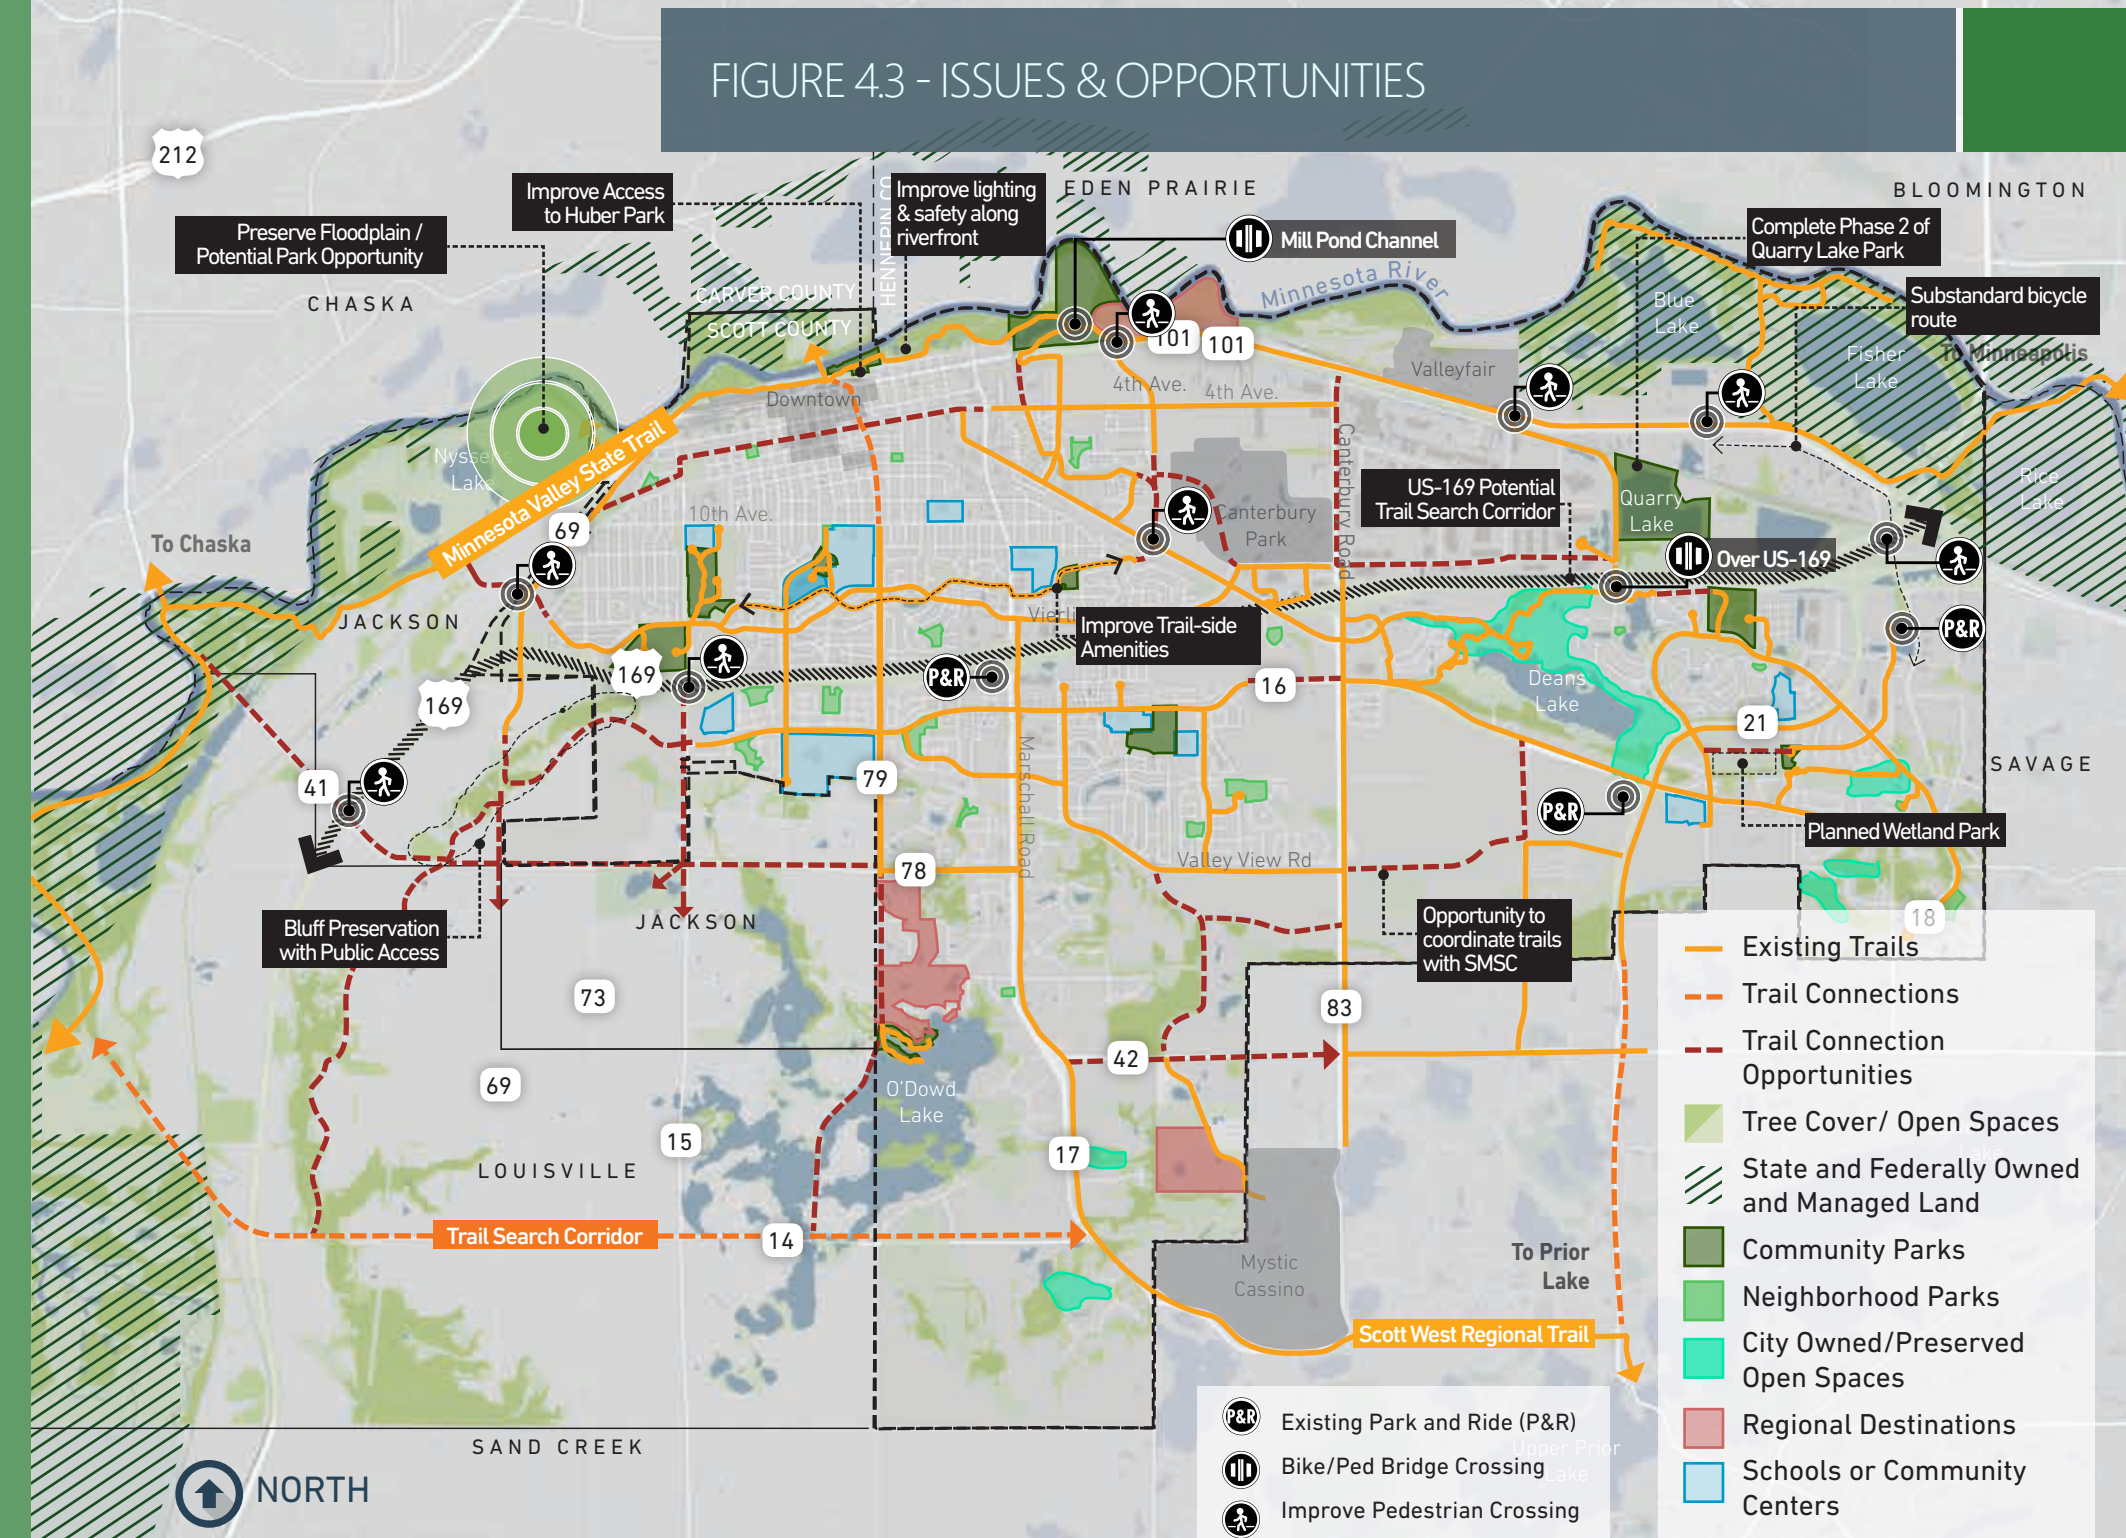 FIGURE 4.3 - ISSUES & OPPORTUNITIES
212
Improve Access
to Huber Park
Preserve Floodplain /
Potential Park Opportunity
Improve lighting
& safety along
riverfront
HENNEPIN CO
EDEN PRAIRIE
BLOOMINGTON
Mill Pond Channel
Complete Phase 2 of
Quarry Lake Park
Substandard bicycle
route
CHASKA
CARVER COUNTY
SCOTT COUNTY
Minnesota River
Blue
Lake
101
101
Fisher
Lake
To Minneapolis
Valleyfair
4th Ave.
4th Ave.
Downtown
Minnesota Valley State Trail
Nyssens
Lake
Canterbury Road
US-169 Potential
Trail Search Corridor
Quarry
Lake
Rice
Lake
10th Ave.
Canterbury
Park
69
To Chaska
Over US-169
JACKSON
Improve Trail-side
Amenities
P&R
169
169
P&R
16
Deans
Lake
21
SAVAGE
41
79
Marschall Road
P&R
Planned Wetland Park
Valley View Rd
78
Bluff Preservation
with Public Access
JACKSON
Opportunity to
coordinate trails
with SMSC
18
73
83
42
69
O'Dowd
Lake
15
17
LOUISVILLE
Trail Search Corridor
14
Mystic
Cassino
To Prior
Lake
Scott West Regional Trail
SAND CREEK
NORTH
P&R Existing Park and Ride (P&R)
Bike/Ped Bridge Crossing
Improve Pedestrian Crossing
Upper Prior
Lake
Existing Trails
Trail Connections
Trail Connection
Opportunities
Tree Cover/ Open Spaces
State and Federally Owned
and Managed Land
Community Parks
Neighborhood Parks
City Owned/Preserved
Open Spaces
Regional Destinations
Schools or Community
Centers